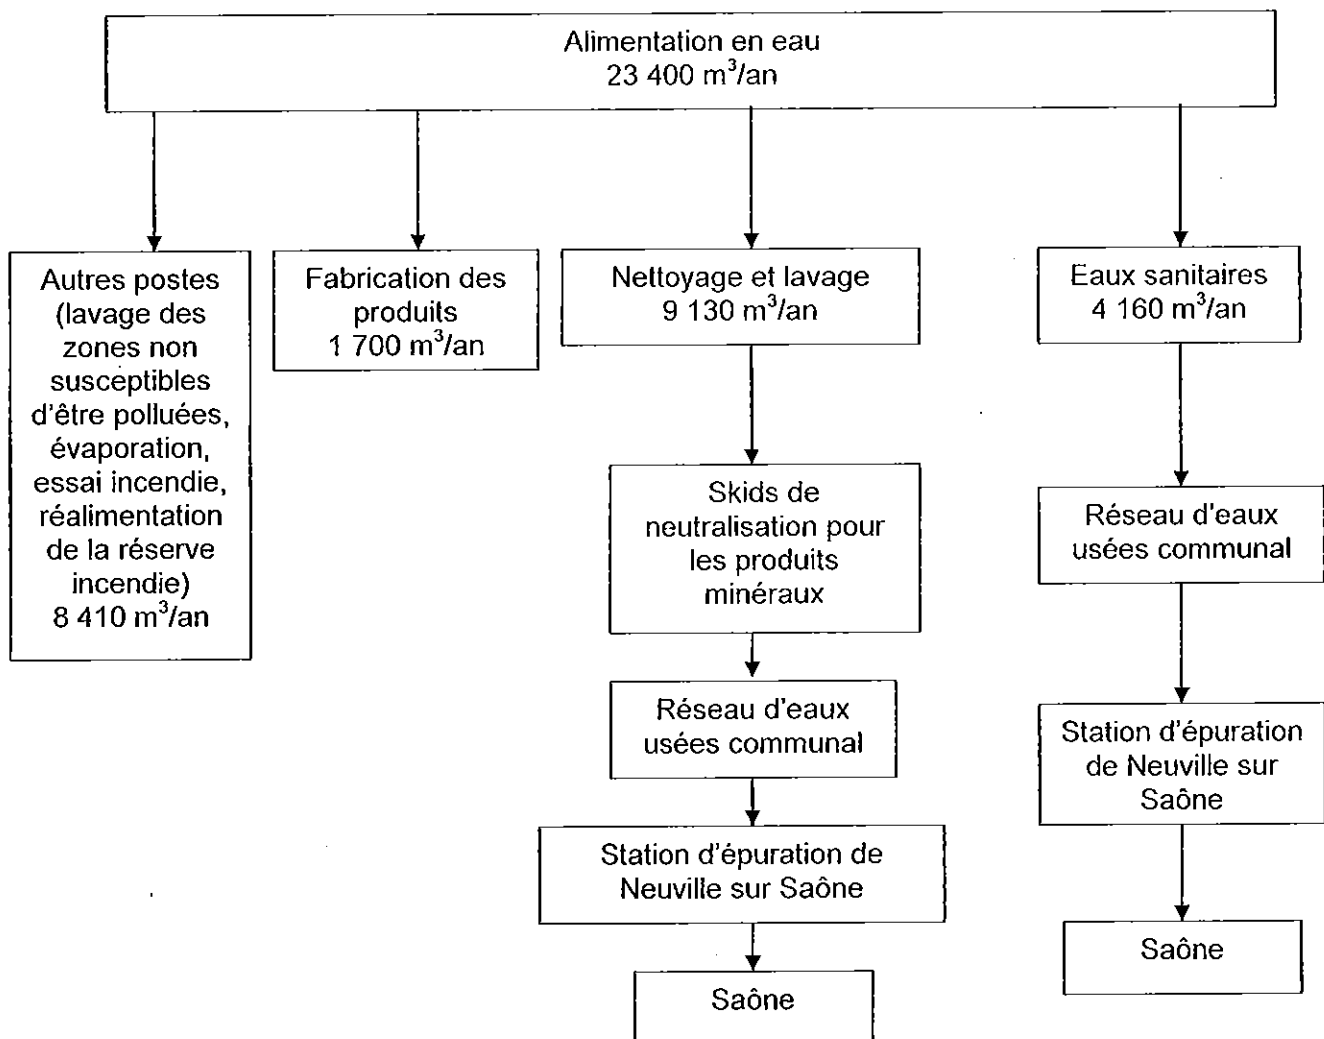 Alimentation en eau
23 400 m³/an
Autres postes
(lavage des
zones non
susceptibles
d'être polluées,
évaporation,
essai incendie,
réalimentation
de la réserve
incendie)
8 410 m³/an
Fabrication des
produits
1 700 m³/an
Nettoyage et lavage
9 130 m³/an
Eaux sanitaires
4 160 m³/an
Skids de
neutralisation pour
les produits
minéraux
Réseau d'eaux
usées communal
Réseau d'eaux
usées communal
Station d'épuration
de Neuville sur
Saône
Station d'épuration de
Neuville sur Saône
Saône
Saône